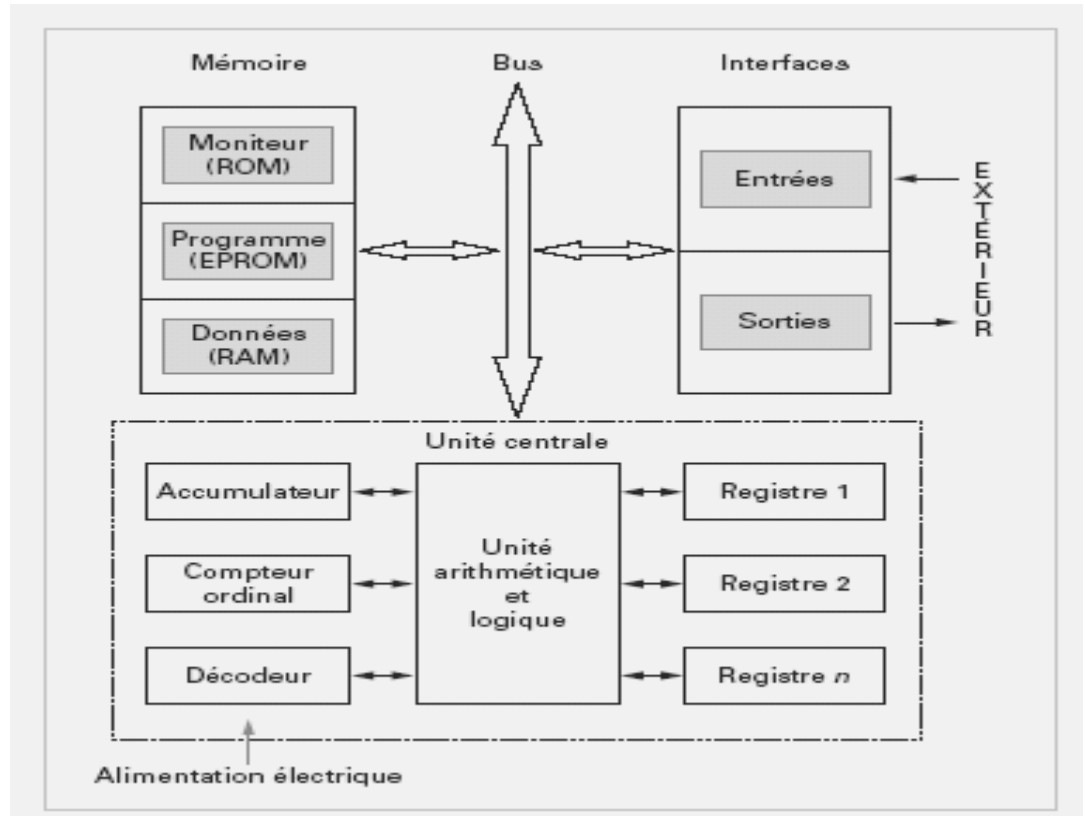 Mémoire
Bus
Interfaces
Moniteur
(ROM)
Programme
(EPROM)
Données
(RAM)
Entrées
Sorties
EXTÉRIEUR
Unité centrale
Accumulateur
Compteur
ordinal
Décodeur
Unité
arithmétique
et
logique
Registre 1
Registre 2
Registre n
Alimentation électrique